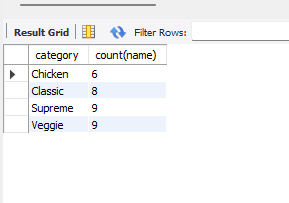 Result Grid Filter Rows:
category count(name)
Chicken 6
Classic 8
Supreme 9
Veggie 9